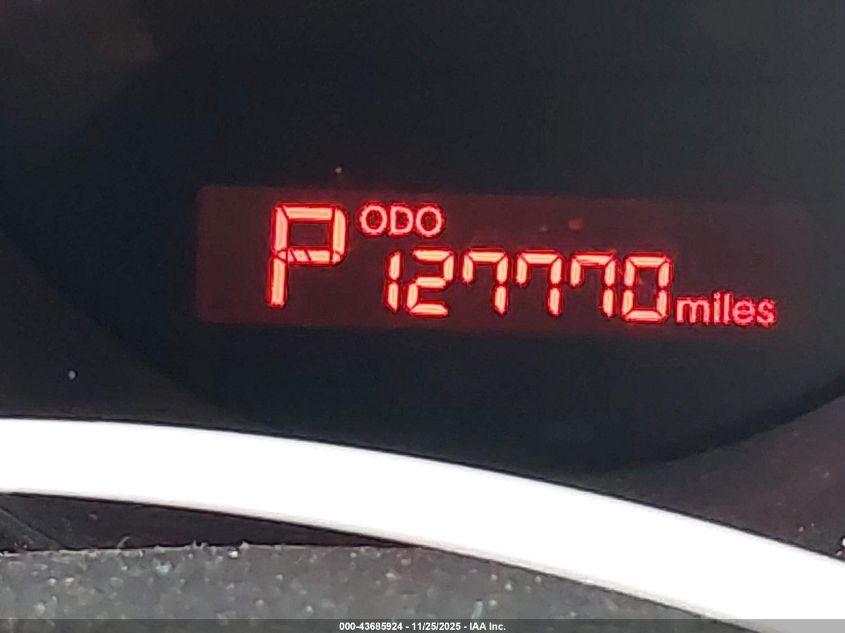 P ODO
127770 miles
000-43685924 - 11/25/2025 - IAA Inc.